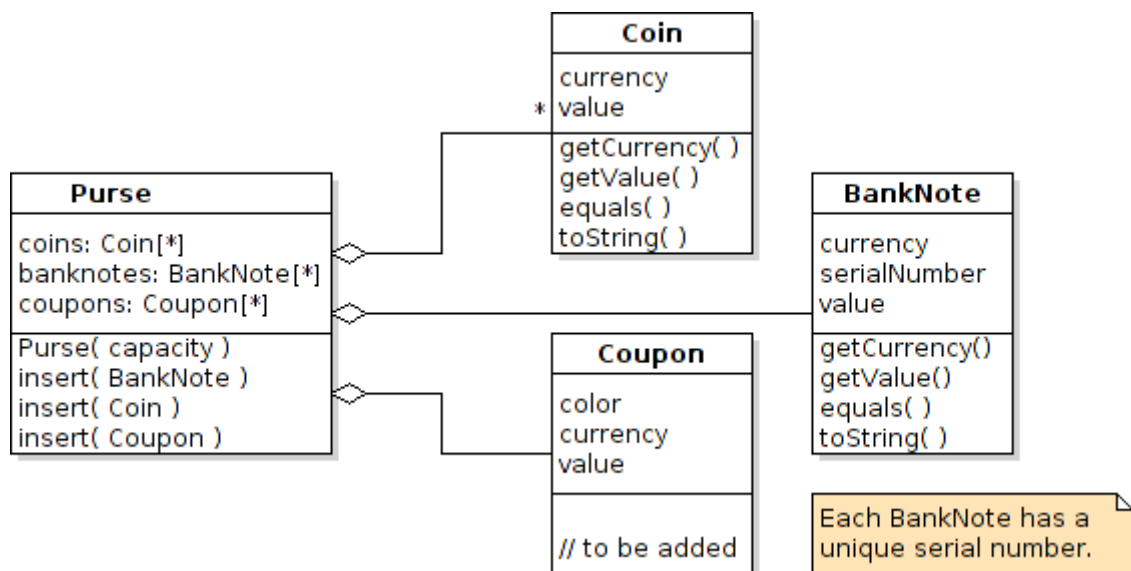 Coin
currency
value
*
getCurrency( )
getValue( )
equals( )
toString( )
Purse
coins: Coin[*]
banknotes: BankNote[*]
coupons: Coupon[*]
Purse( capacity )
insert( BankNote )
insert( Coin )
insert( Coupon )
BankNote
currency
serialNumber
value
getCurrency()
getValue()
equals( )
toString( )
Coupon
color
currency
value
// to be added
Each BankNote has a
unique serial number.